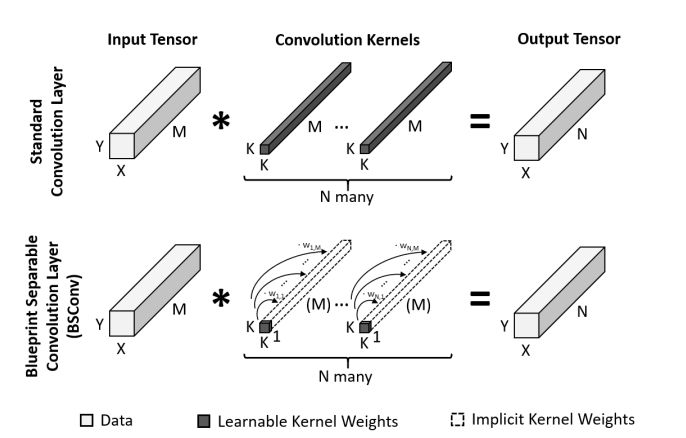 Input Tensor
Convolution Kernels
Output Tensor
Standard
Convolution Layer
Y
X
M
*
K
K
M
...
K
K
M
=
Y
X
N
N many
Blueprint Separable
Convolution Layer
(BSConv)
Y
X
M
*
· w1,M
...
· w1,1
K
K
1
(M)
...
· wN,M
...
· wN,1
K
K
1
(M)
=
Y
X
N
N many
Data
Learnable Kernel Weights
Implicit Kernel Weights